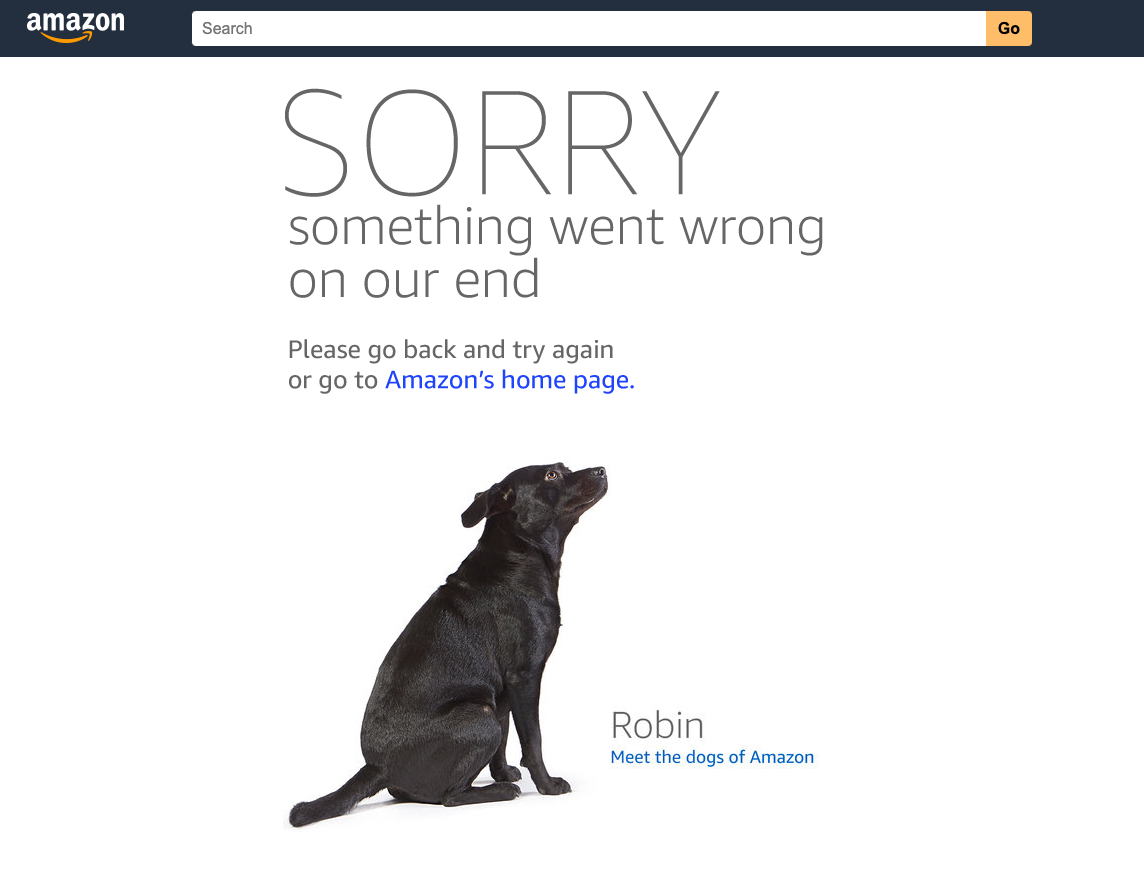 amazon
Search
Go
SORRY
something went wrong
on our end
Please go back and try again
or go to Amazon’s home page.
Robin
Meet the dogs of Amazon